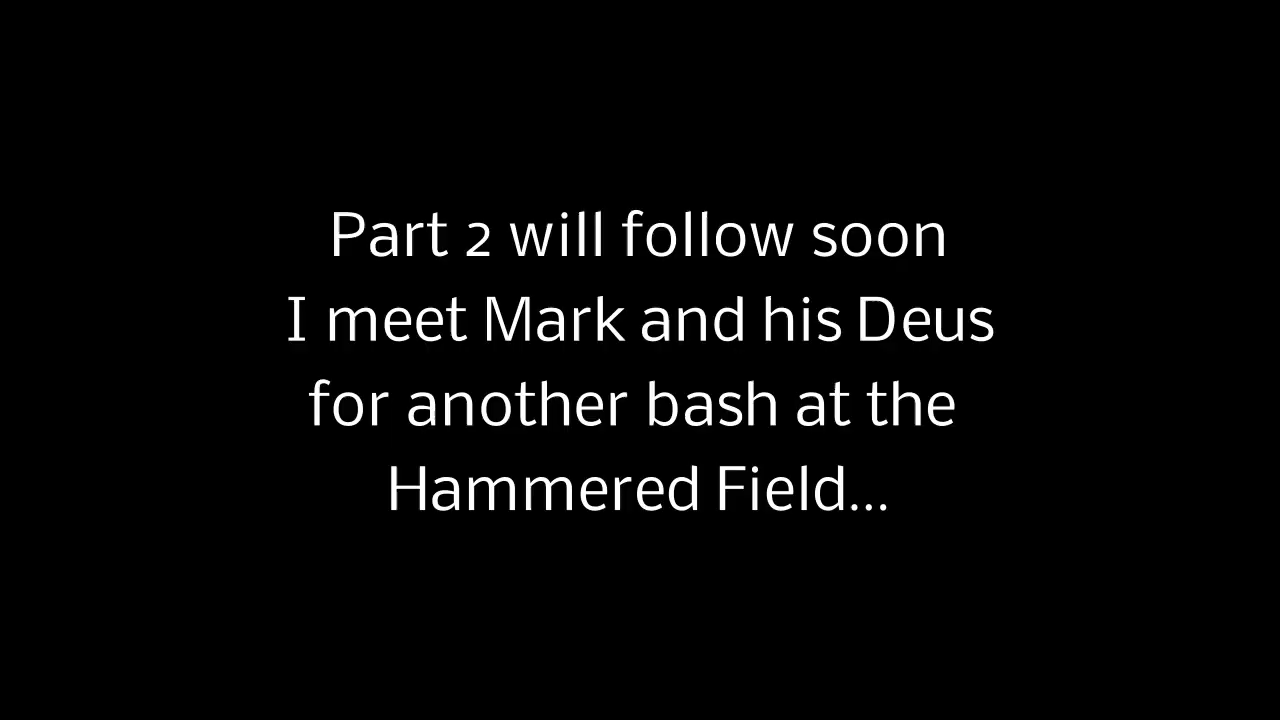 Part 2 will follow soon
I meet Mark and his Deus
for another bash at the
Hammered Field...